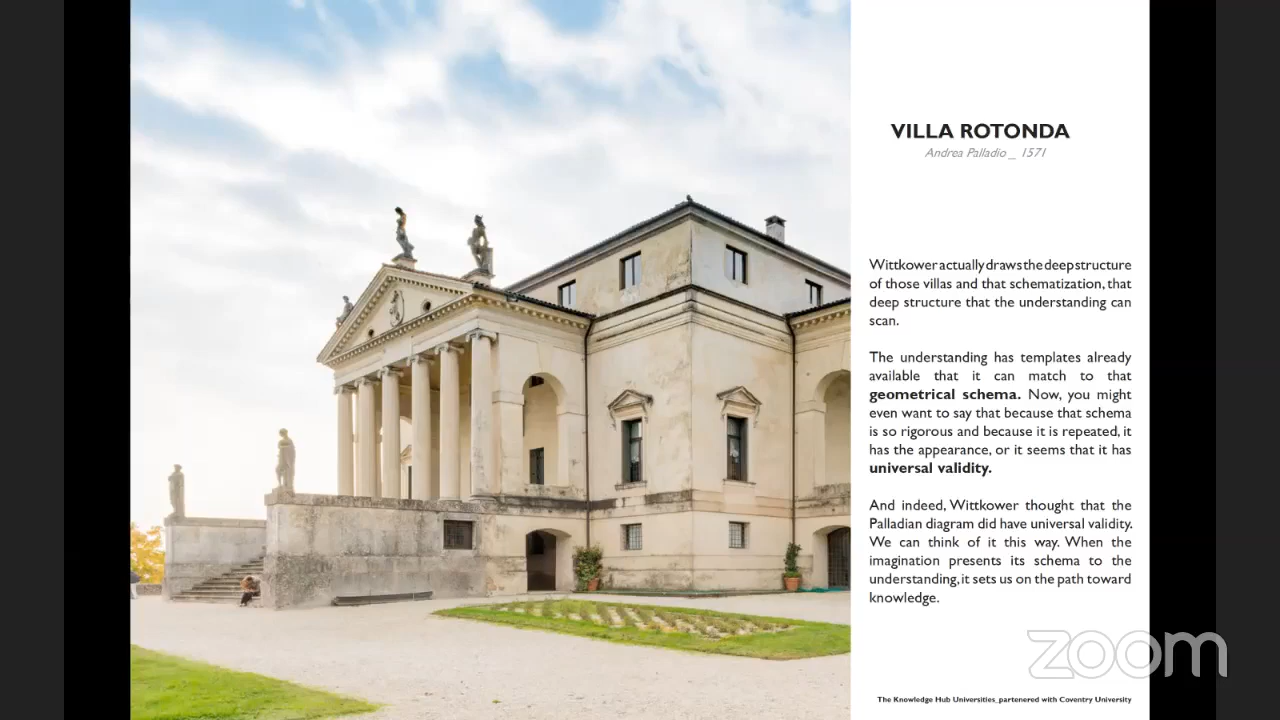 VILLA ROTONDA
Andrea Palladio _ 1571
Wittkower actually draws the deep structure
of those villas and that schematization, that
deep structure that the understanding can
scan.
The understanding has templates already
available that it can match to that
geometrical schema. Now, you might
even want to say that because that schema
is so rigorous and because it is repeated, it
has the appearance, or it seems that it has
universal validity.
And indeed, Wittkower thought that the
Palladian diagram did have universal validity.
We can think of it this way. When the
imagination presents its schema to the
understanding, it sets us on the path toward
knowledge.
zoom
The Knowledge Hub Universities_partenered with Coventry University